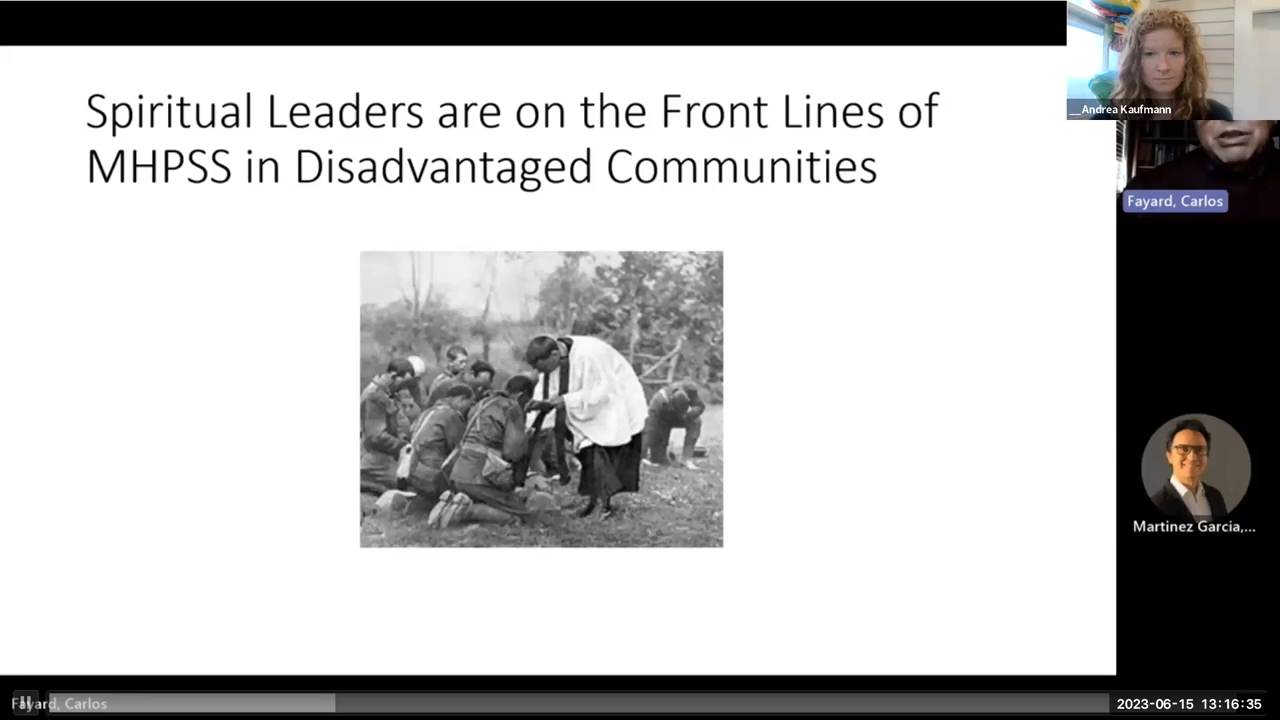 Spiritual Leaders are on the Front Lines of
MHPSS in Disadvantaged Communities
__Andrea Kaufmann
Fayard, Carlos
Martinez Garcia,...
Fayard, Carlos
2023-06-15 13:16:35